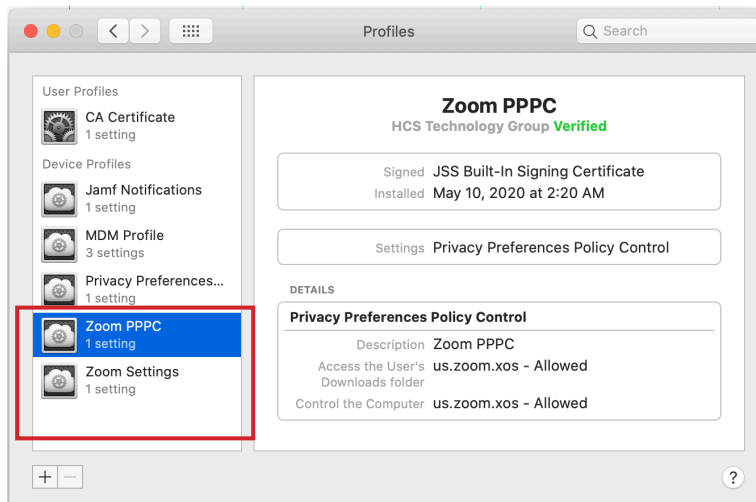 Profiles
Search
User Profiles
CA Certificate
1 setting
Device Profiles
Jamf Notifications
1 setting
MDM Profile
3 settings
Privacy Preferences...
1 setting
Zoom PPPC
1 setting
Zoom Settings
1 setting
Zoom PPPC
HCS Technology Group Verified
Signed JSS Built-In Signing Certificate
Installed May 10, 2020 at 2:20 AM
Settings Privacy Preferences Policy Control
DETAILS
Privacy Preferences Policy Control
Description Zoom PPPC
Access the User's us.zoom.xos - Allowed
Downloads folder
Control the Computer us.zoom.xos - Allowed
+ −
?